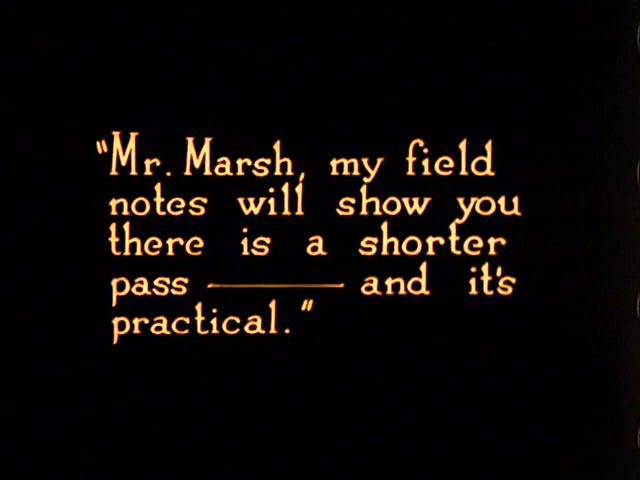 "Mr. Marsh, my field
notes will show you
there is a shorter
pass —— and it's
practical."